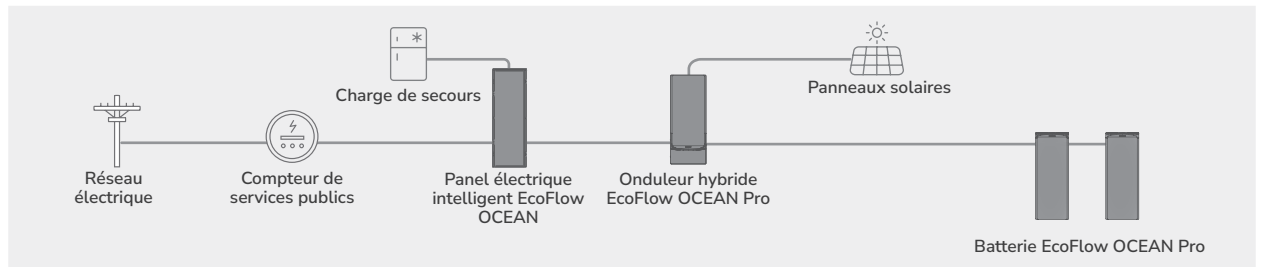 Charge de secours
Panneaux solaires
Réseau
électrique
Compteur de
services publics
Panel électrique
intelligent EcoFlow
OCEAN
Onduleur hybride
EcoFlow OCEAN Pro
Batterie EcoFlow OCEAN Pro